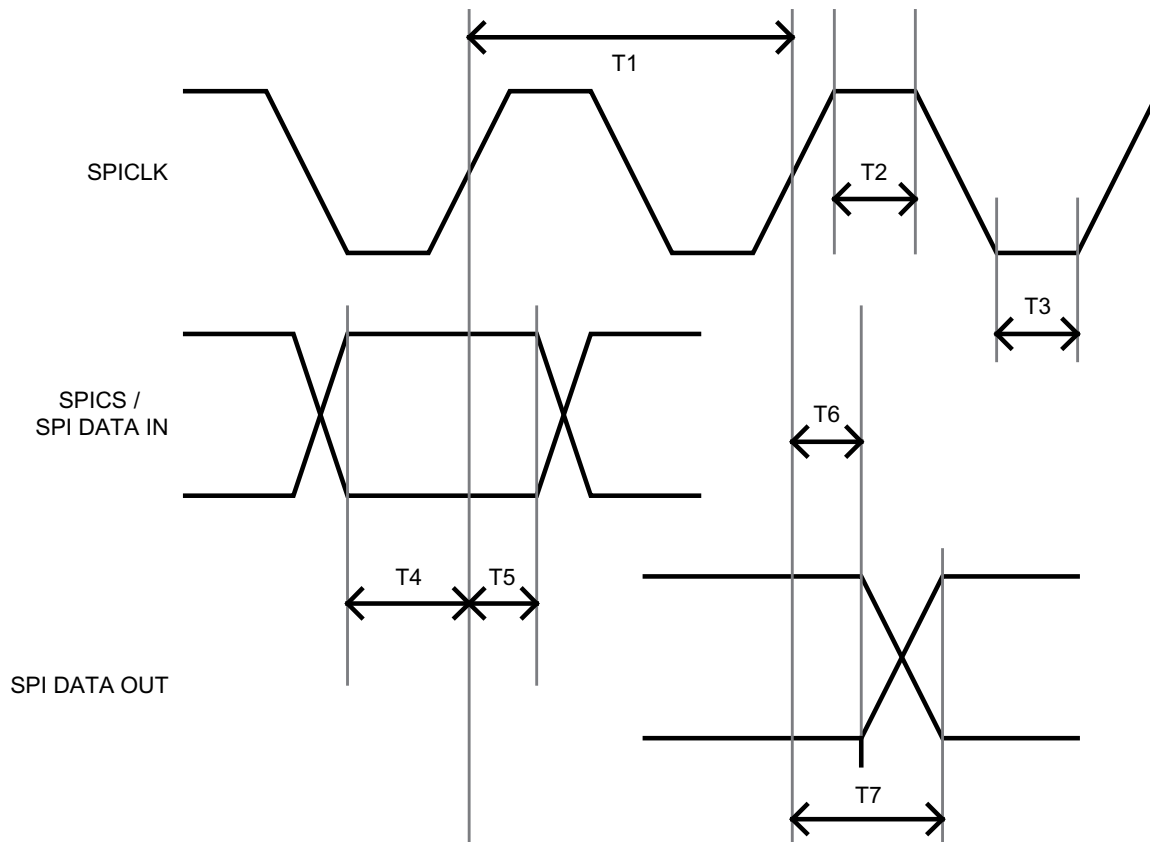 T1
SPICLK
T2
T3
SPICS /
SPI DATA IN
T6
T4
T5
SPI DATA OUT
T7